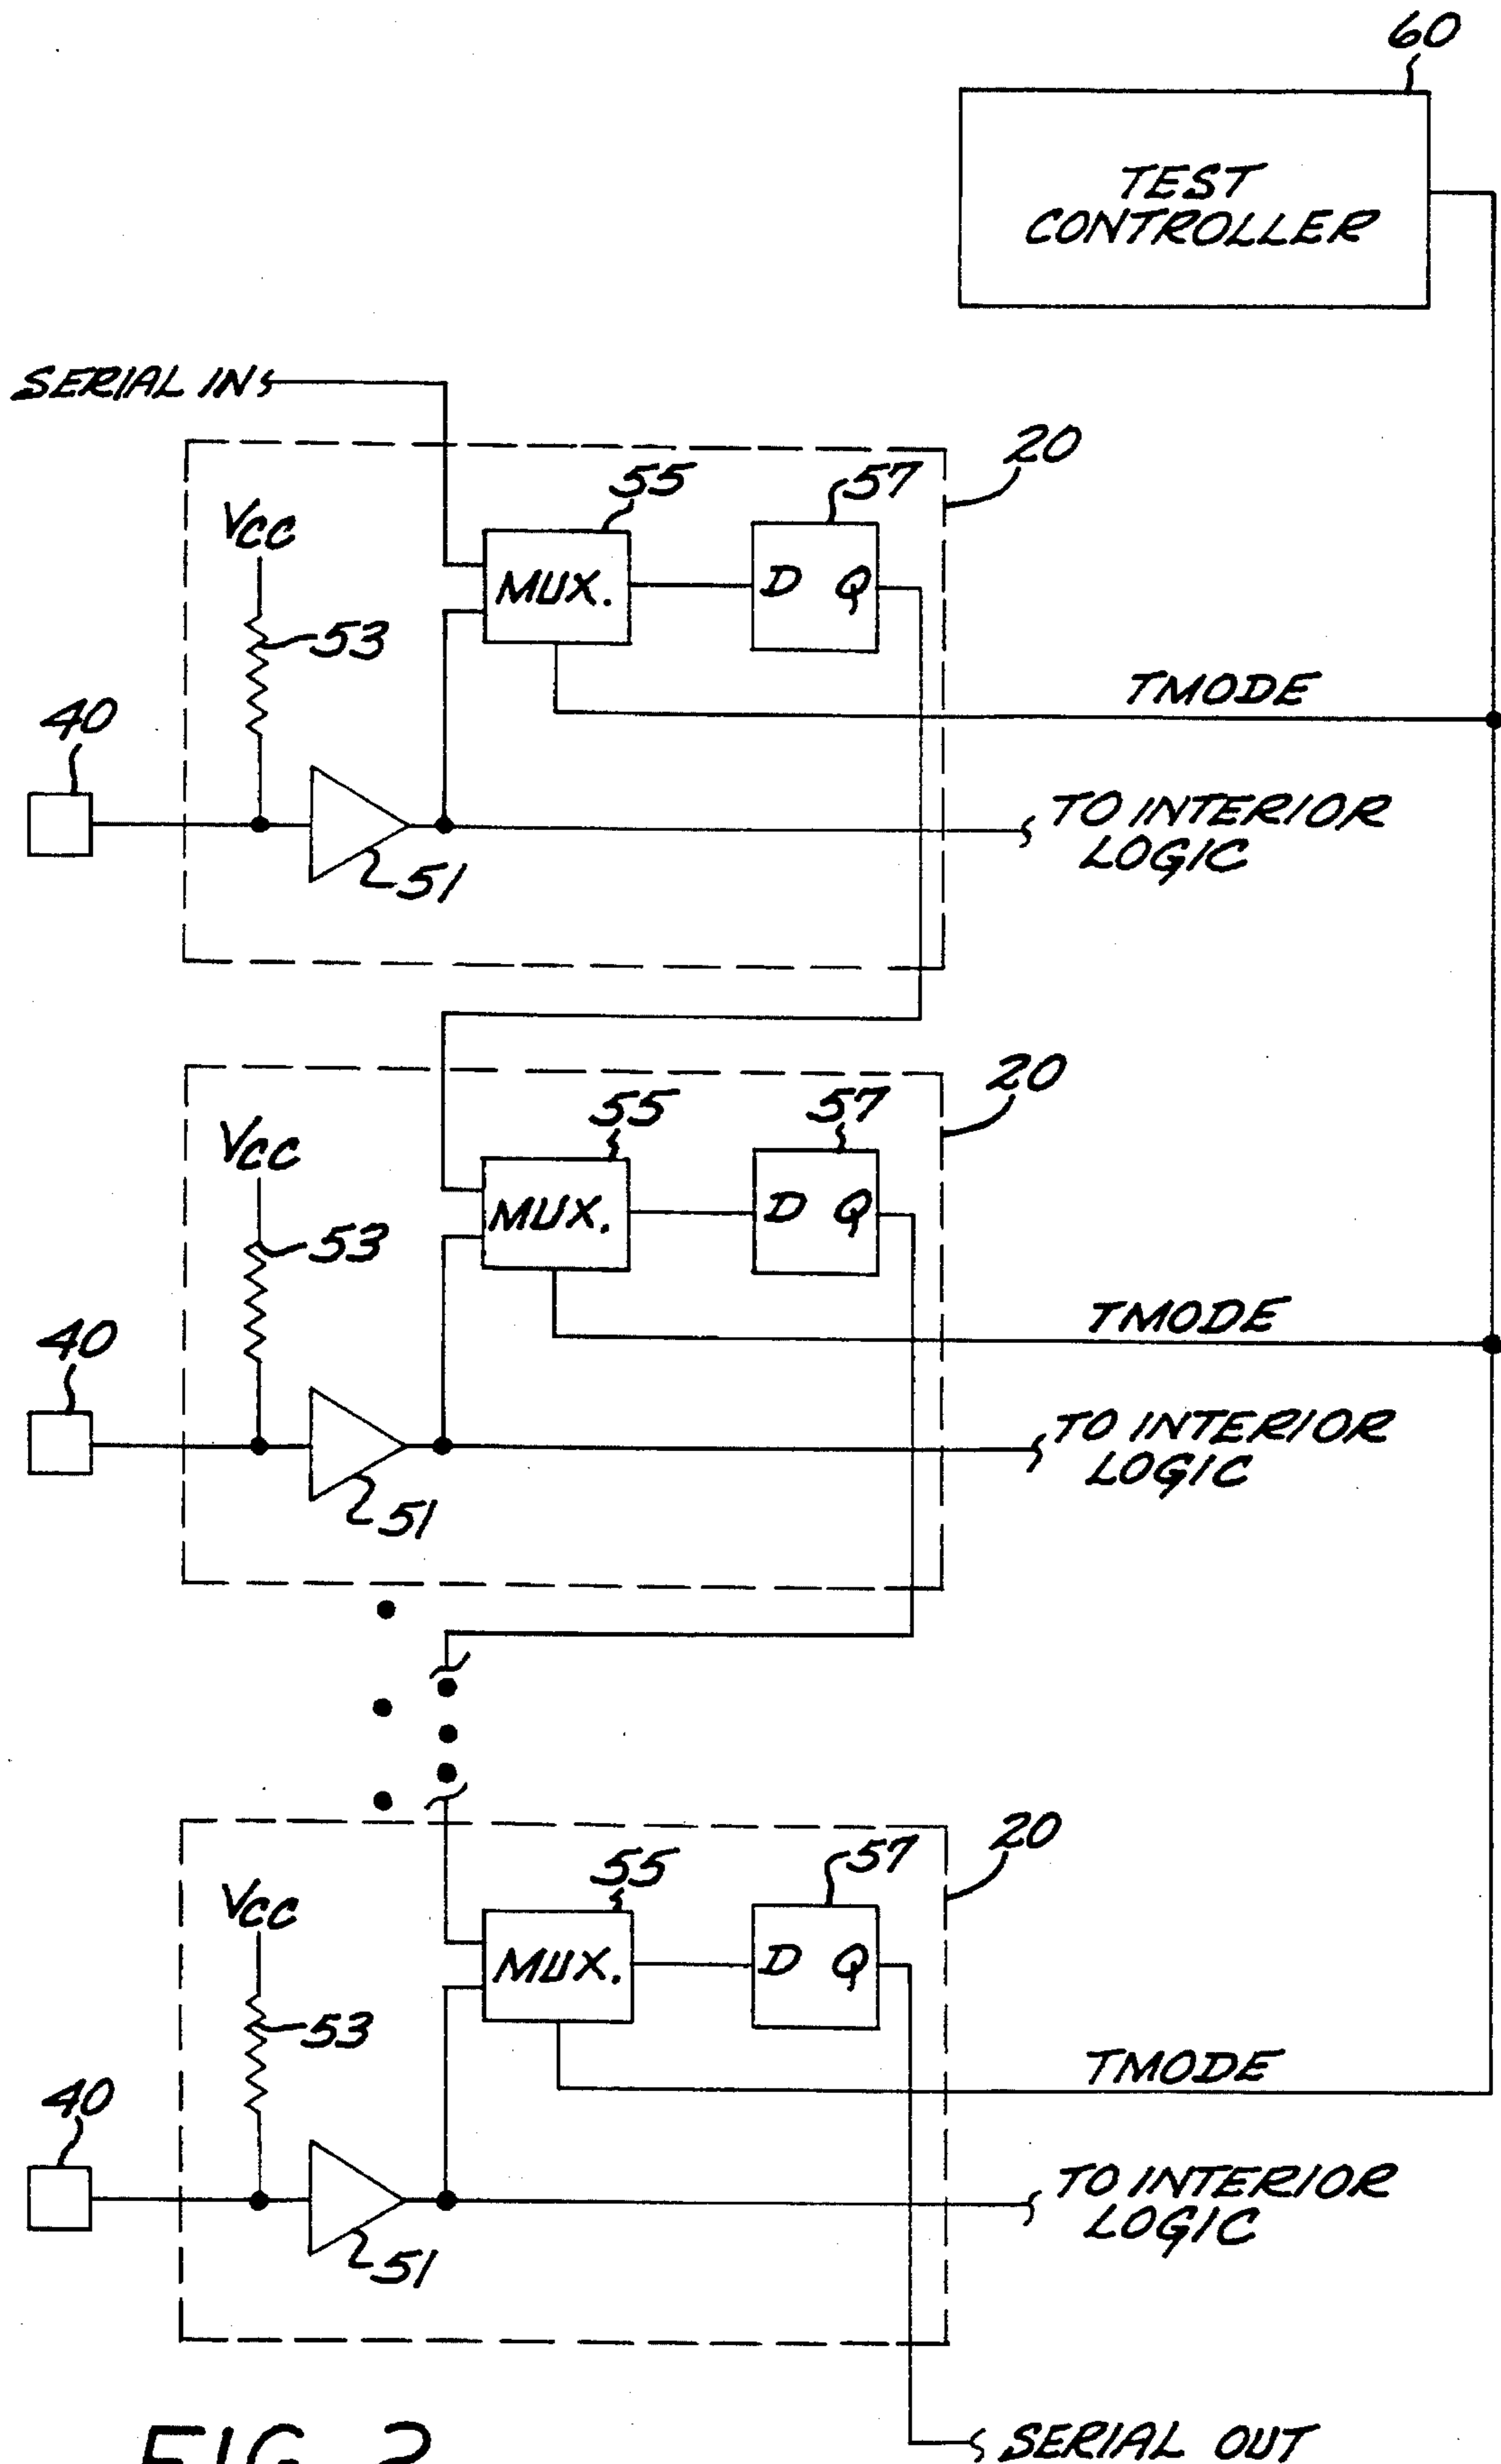 60
TEST
CONTROLLER
SERIAL IN
20
55
57
VCC
MUX.
D Q
53
TMODE
40
TO INTERIOR
LOGIC
51
20
55
57
VCC
MUX.
D Q
53
TMODE
40
TO INTERIOR
LOGIC
51
20
55
57
VCC
MUX.
D Q
53
TMODE
40
TO INTERIOR
LOGIC
51
FIG. 2
SERIAL OUT